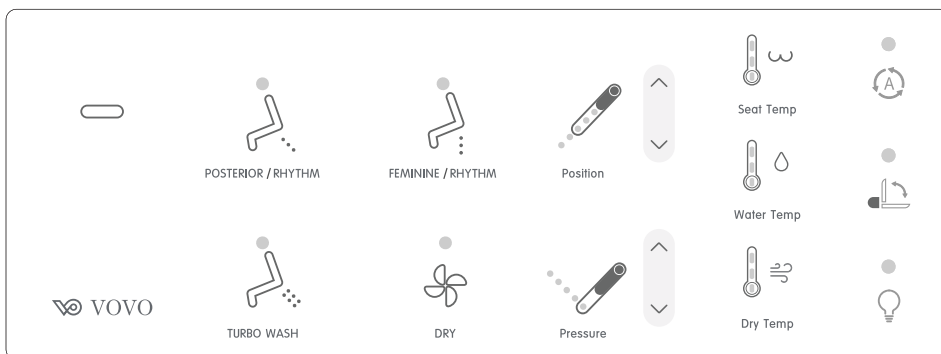 Seat Temp
A
POSTERIOR / RHYTHM
FEMININE / RHYTHM
Position
Water Temp
VOVO
TURBO WASH
DRY
Pressure
Dry Temp